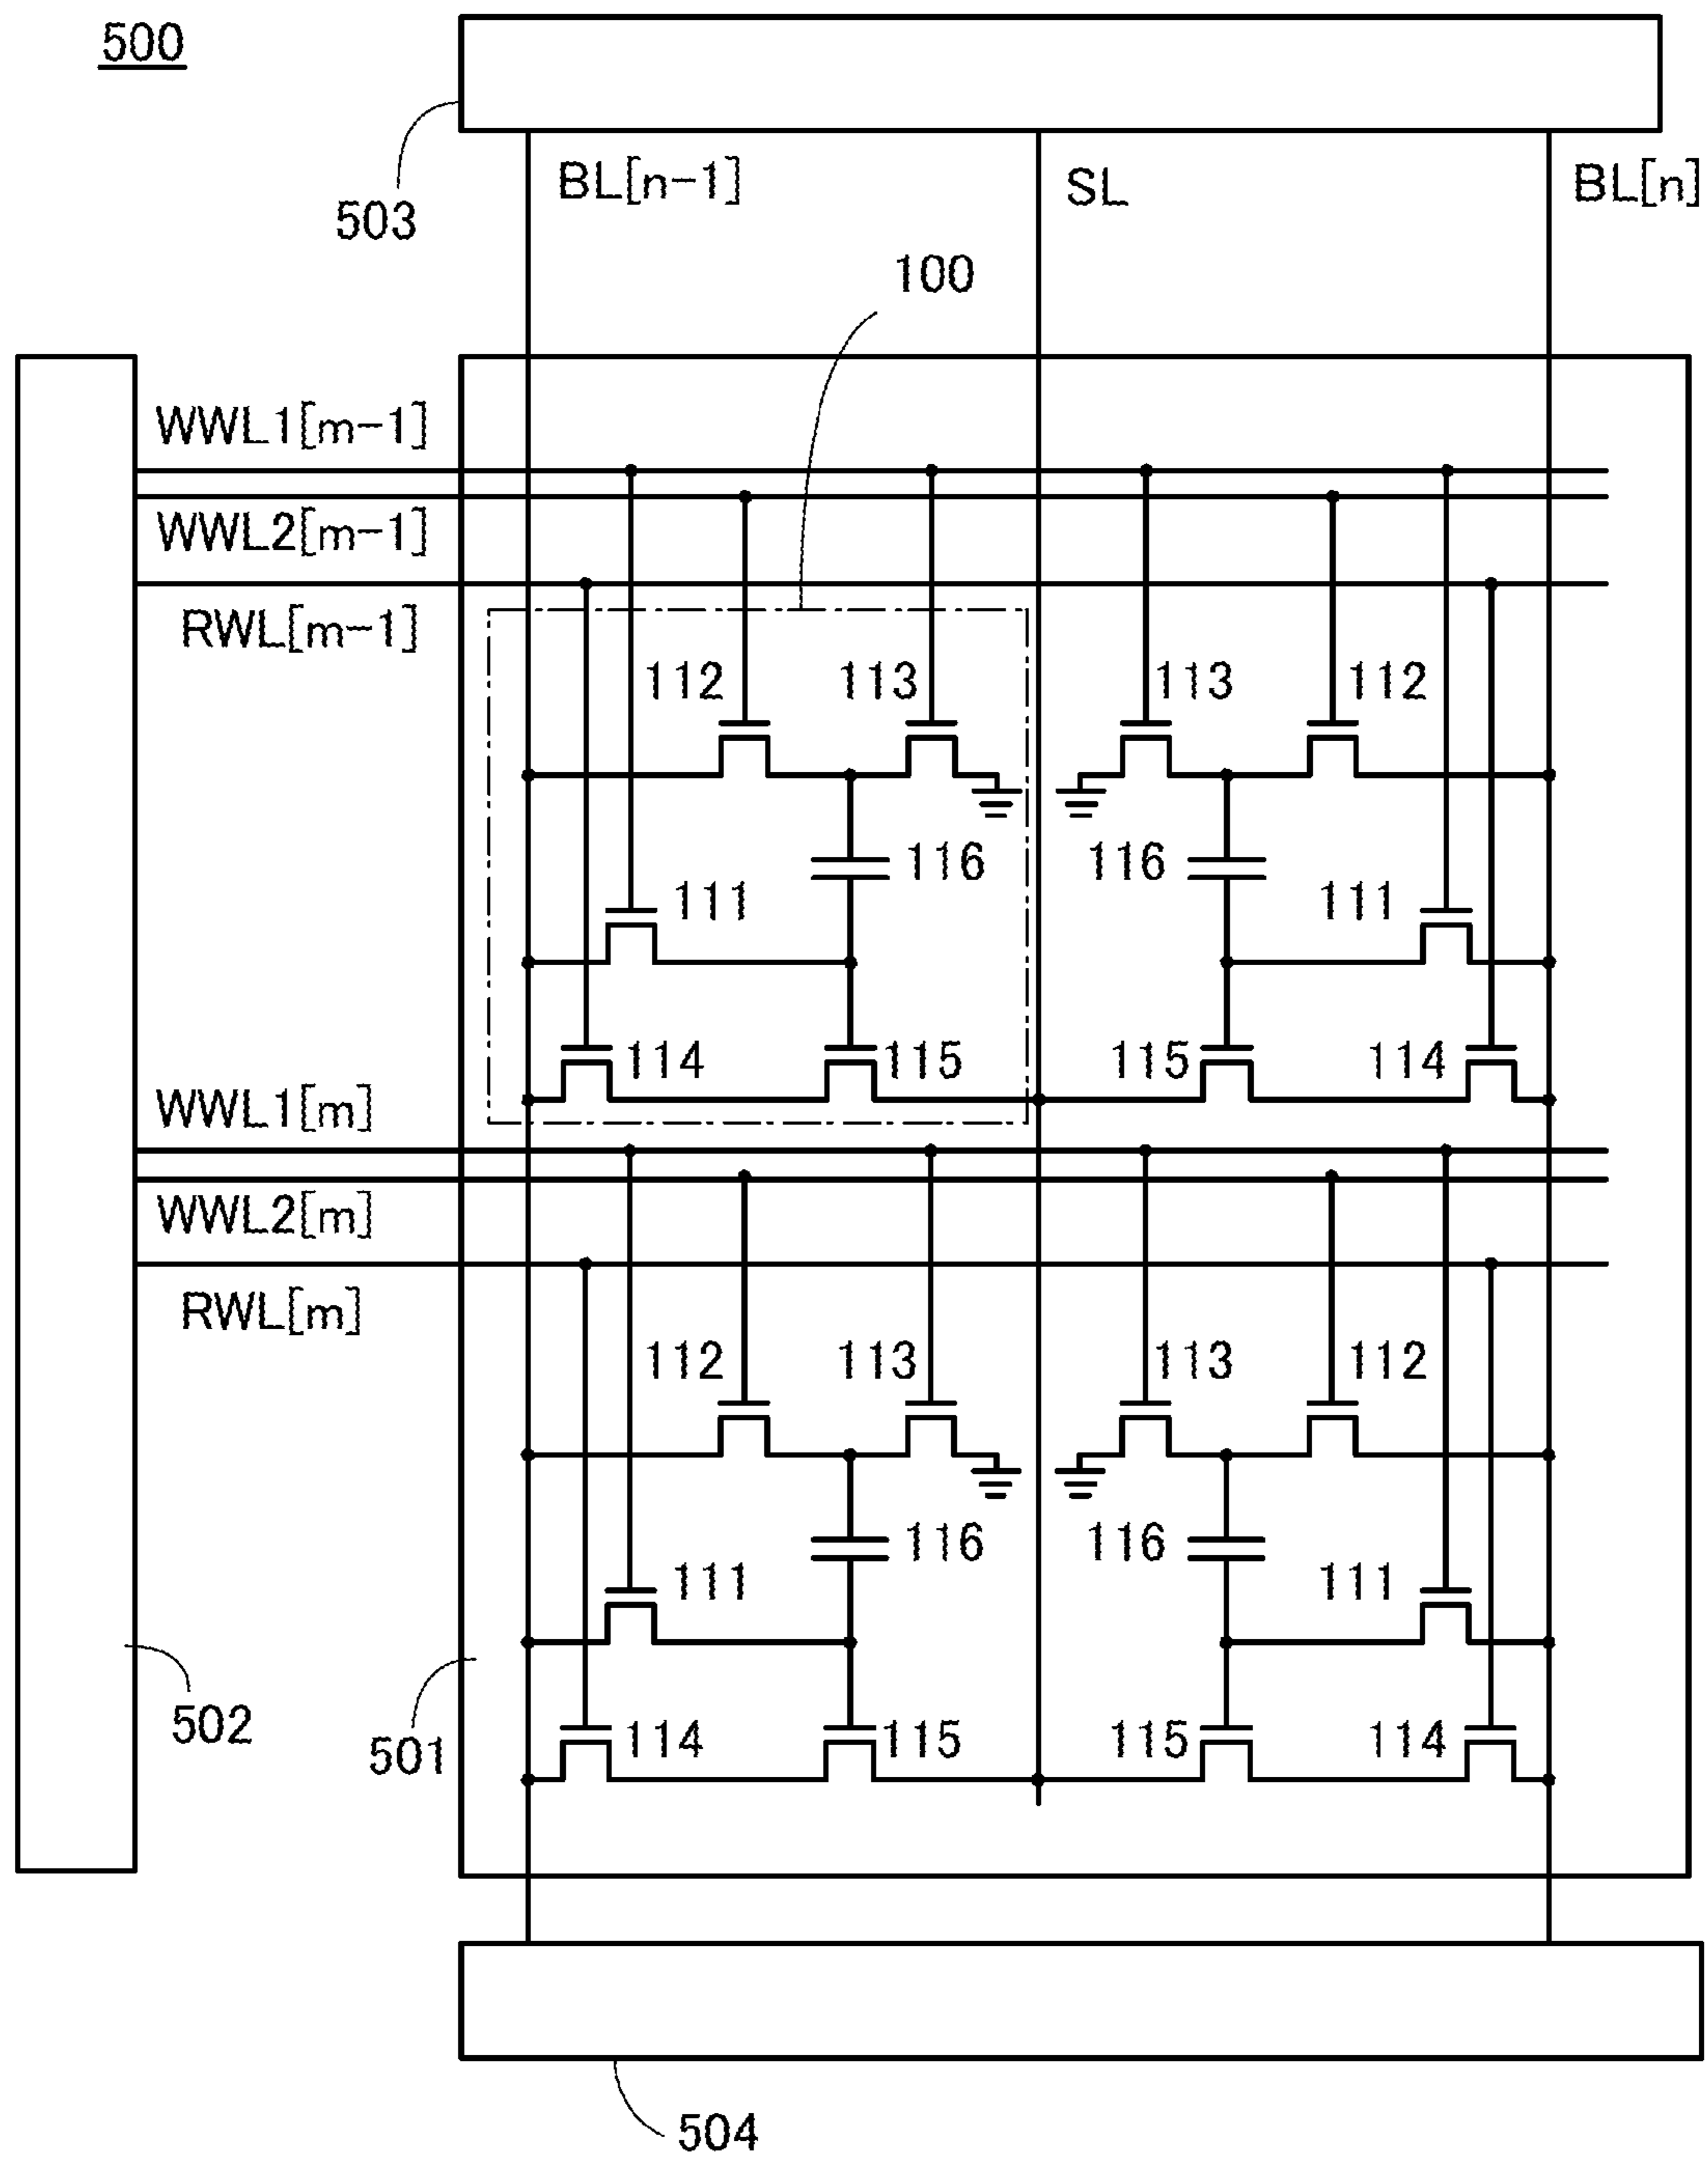 500
BL[n-1] SL BL[n]
503
100
WWL1[m-1]
WWL2[m-1]
RWL[m-1]
112 113 113 112
116 116
111 111
114 115 115 114
WWL1[m]
WWL2[m]
RWL[m]
112 113 113 112
116 116
111 111
502 501 114 115 115 114
504